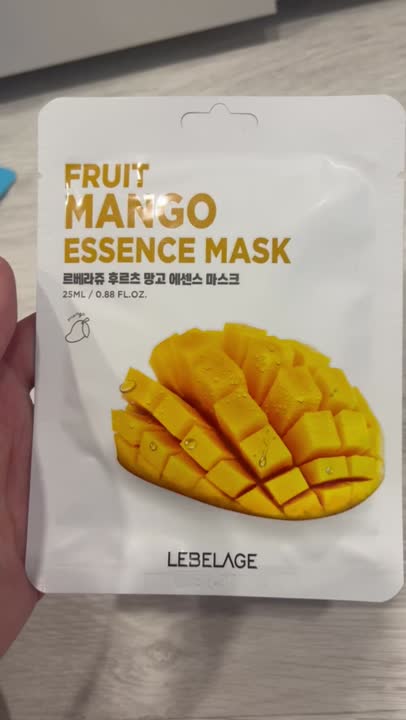 FRUIT
MANGO
ESSENCE MASK
르베라쥬 후르츠 망고 에센스 마스크
25ML / 0.88 FL.OZ.
LEBELAGE